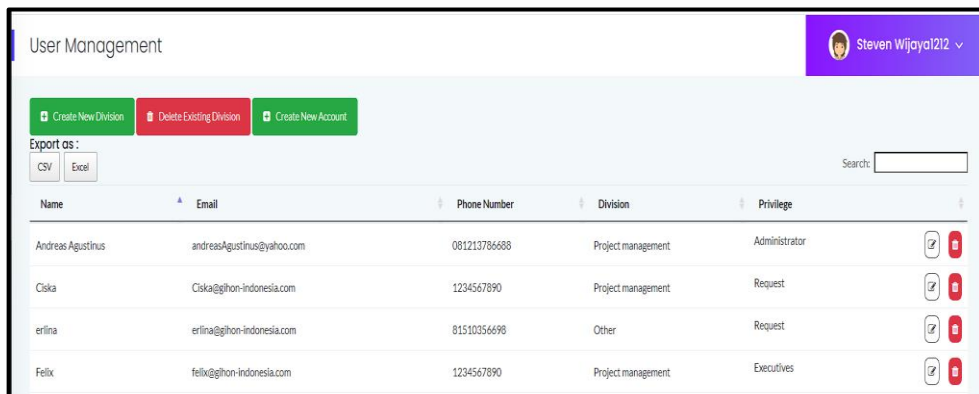 User Management
Steven Wijaya1212
Create New Division Delete Existing Division Create New Account
Export as :
CSV Excel
Search:
Name Email Phone Number Division Privilege
Andreas Agustinus andreasAgustinus@yahoo.com 081213786688 Project management Administrator
Ciska Ciska@gihon-indonesia.com 1234567890 Project management Request
erlina erlina@gihon-indonesia.com 81510356698 Other Request
Felix felix@gihon-indonesia.com 1234567890 Project management Executives